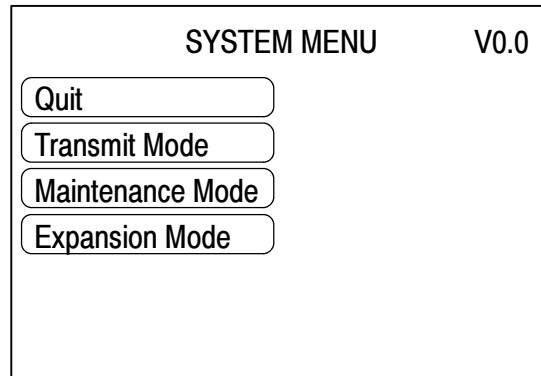 SYSTEM MENU V0.0
Quit
Transmit Mode
Maintenance Mode
Expansion Mode